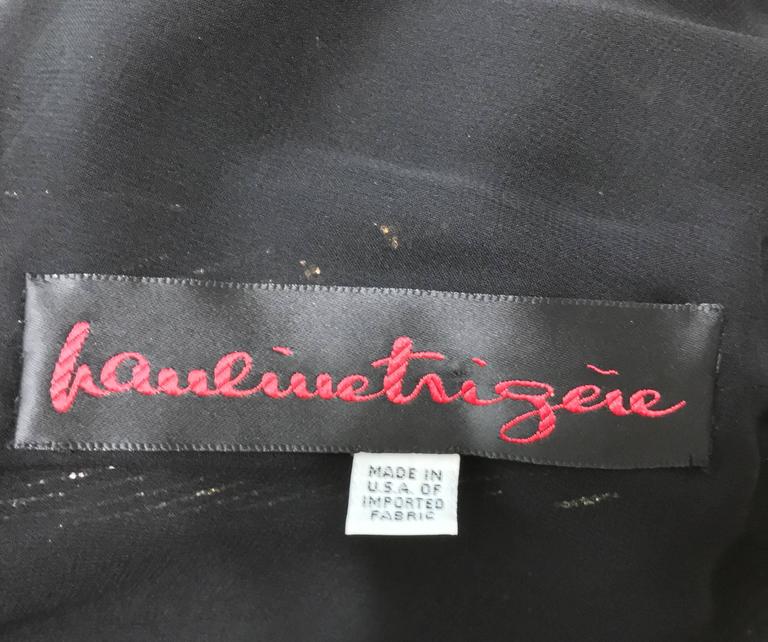 paulinetrigère
MADE IN
U.S.A. OF
IMPORTED
FABRIC